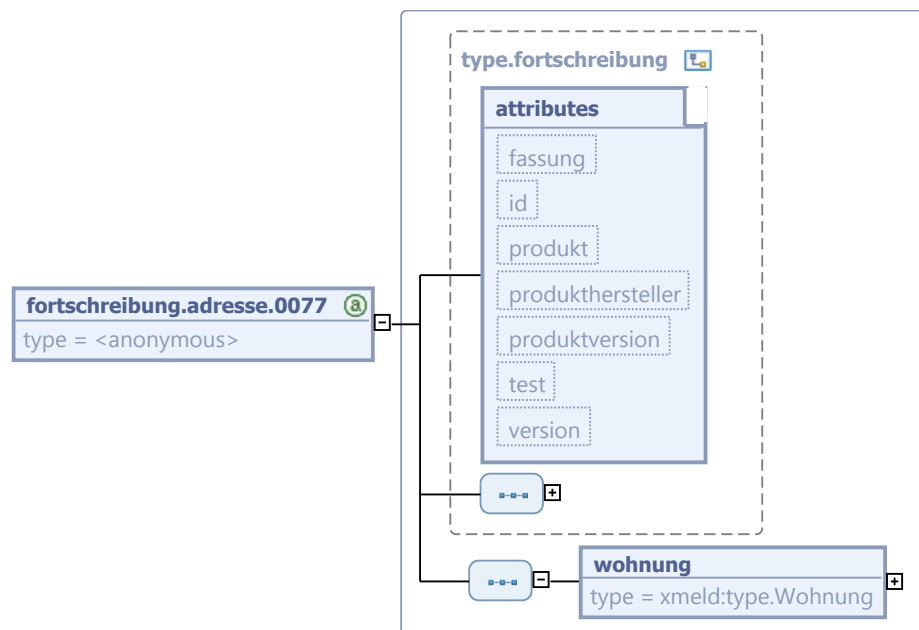 type.fortschreibung
attributes
fassung
id
produkt
produkthersteller
produktversion
test
version
fortschreibung.adresse.0077 a
type = <anonymous>
wohnung
type = xmeld:type.Wohnung